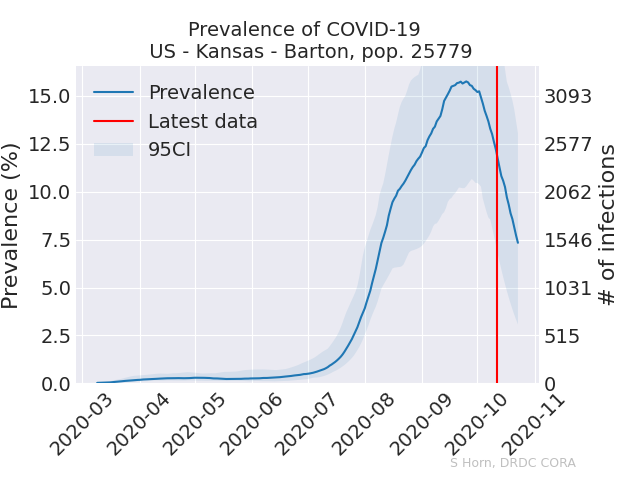 Prevalence of COVID-19
US - Kansas - Barton, pop. 25779
Prevalence
Latest data
95CI
Prevalence (%)
15.0
12.5
10.0
7.5
5.0
2.5
0.0
3093
2577
2062
1546
1031
515
0
# of infections
2020-03
2020-04
2020-05
2020-06
2020-07
2020-08
2020-09
2020-10
2020-11
S Horn, DRDC CORA